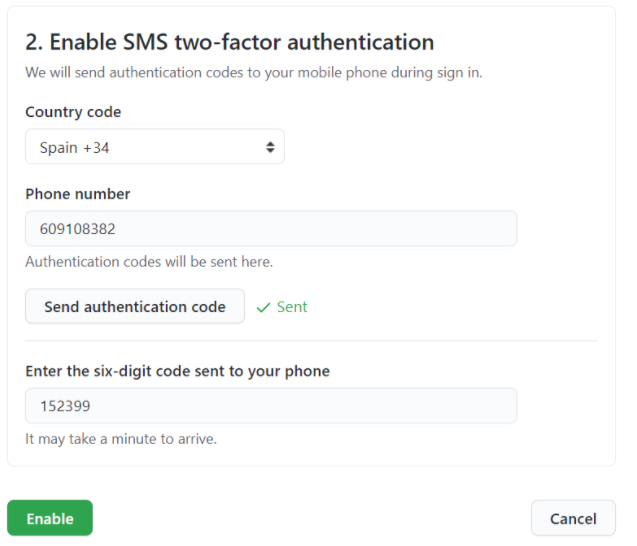 2. Enable SMS two-factor authentication
We will send authentication codes to your mobile phone during sign in.
Country code
Spain +34
Phone number
609108382
Authentication codes will be sent here.
Send authentication code ✓ Sent
Enter the six-digit code sent to your phone
152399
It may take a minute to arrive.
Enable Cancel